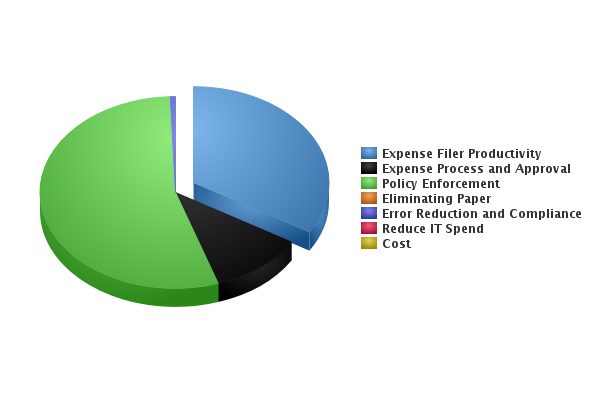 Expense Filer Productivity
Expense Process and Approval
Policy Enforcement
Eliminating Paper
Error Reduction and Compliance
Reduce IT Spend
Cost